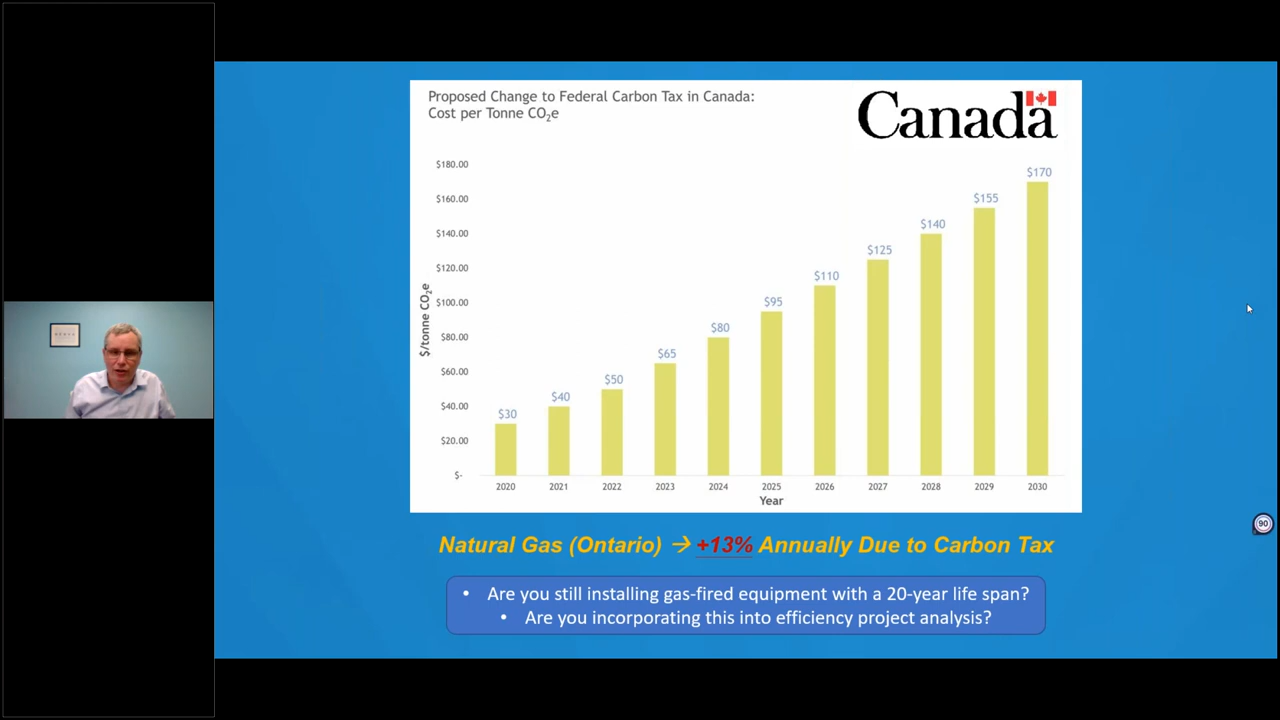 Proposed Change to Federal Carbon Tax in Canada:
Cost per Tonne CO₂e
Canada
$/tonne CO₂e
$180.00
$160.00
$140.00
$120.00
$100.00
$80.00
$60.00
$40.00
$20.00
$-
$30
$40
$50
$65
$80
$95
$110
$125
$140
$155
$170
2020 2021 2022 2023 2024 2025 2026 2027 2028 2029 2030
Year
Natural Gas (Ontario) → +13% Annually Due to Carbon Tax
• Are you still installing gas-fired equipment with a 20-year life span?
• Are you incorporating this into efficiency project analysis?
90